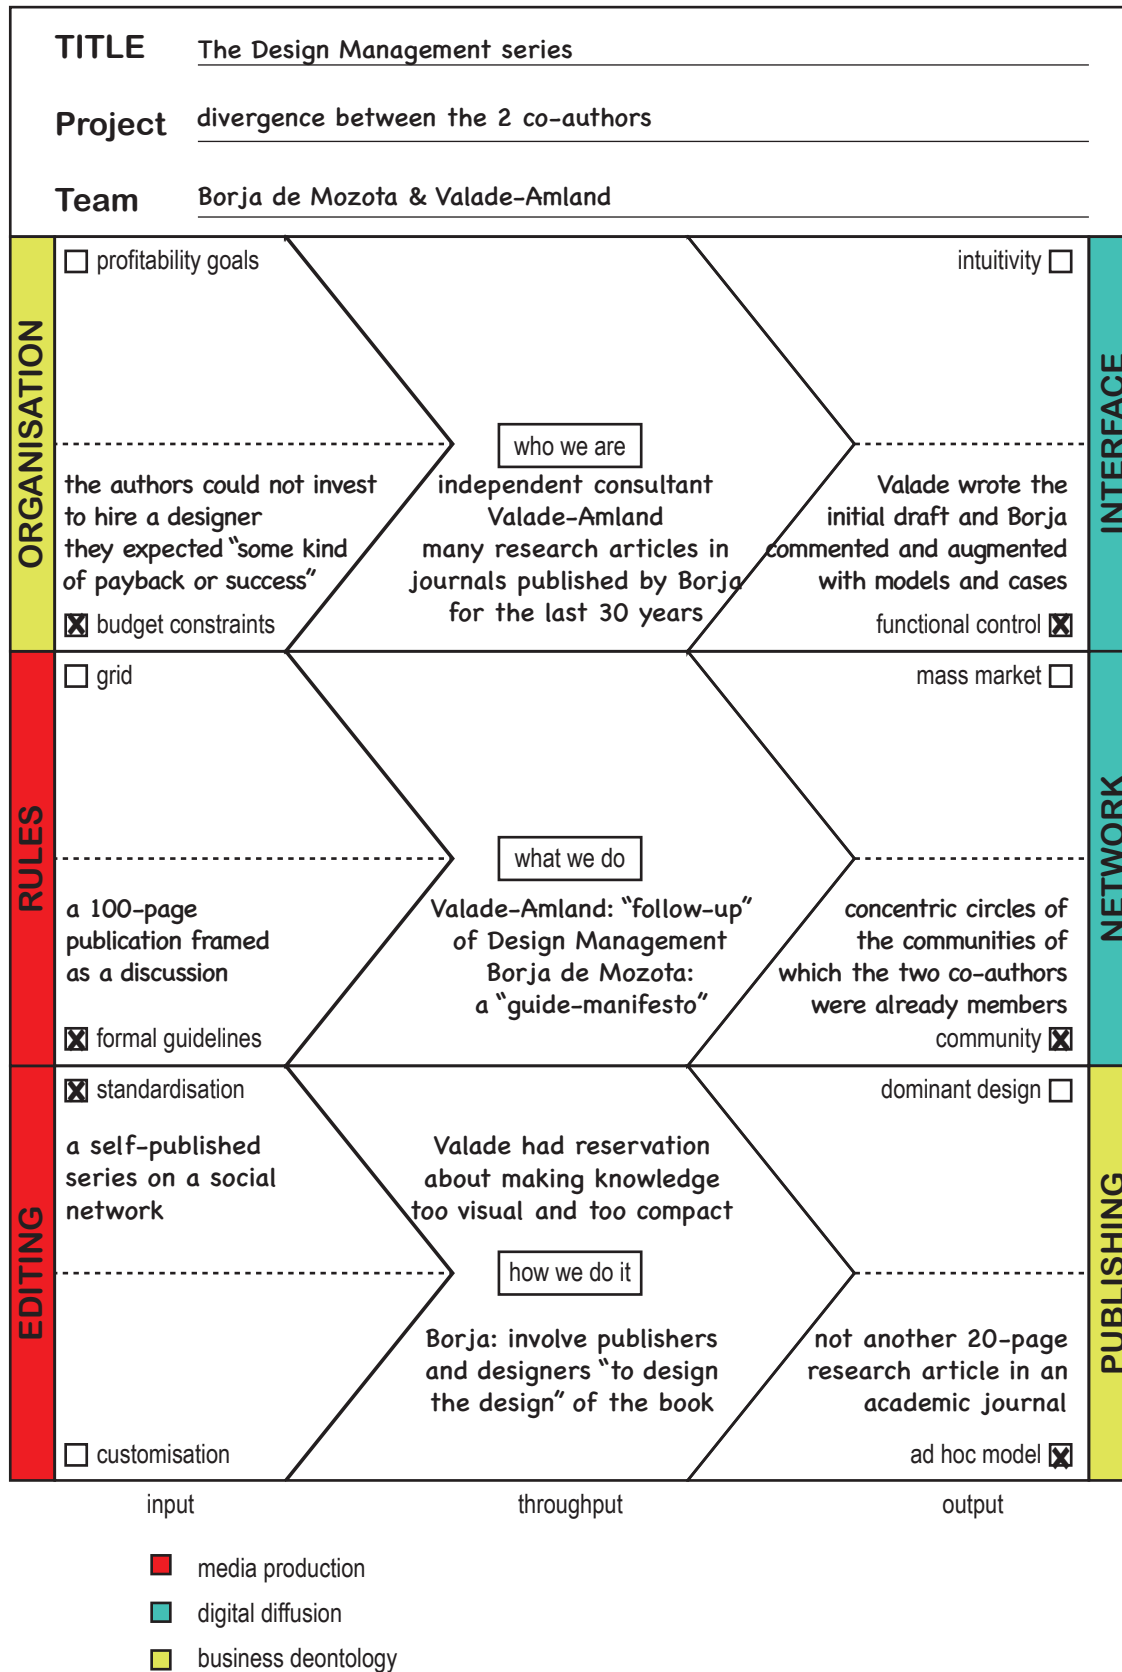 TITLE The Design Management series
Project divergence between the 2 co-authors
Team Borja de Mozota & Valade-Amland
ORGANISATION
profitability goals
the authors could not invest
to hire a designer
they expected “some kind
of payback or success”
X budget constraints
who we are
independent consultant
Valade-Amland
many research articles in
journals published by Borja
for the last 30 years
intuitivity
Valade wrote the
initial draft and Borja
commented and augmented
with models and cases
functional control X
INTERFACE
RULES
grid
a 100-page
publication framed
as a discussion
X formal guidelines
what we do
Valade-Amland: “follow-up”
of Design Management
Borja de Mozota:
a “guide-manifesto”
mass market
concentric circles of
the communities of
which the two co-authors
were already members
community X
NETWORK
EDITING
X standardisation
a self-published
series on a social
network
customisation
Valade had reservation
about making knowledge
too visual and too compact
how we do it
Borja: involve publishers
and designers “to design
the design” of the book
dominant design
not another 20-page
research article in an
academic journal
ad hoc model X
PUBLISHING
input
throughput
output
media production
digital diffusion
business deontology